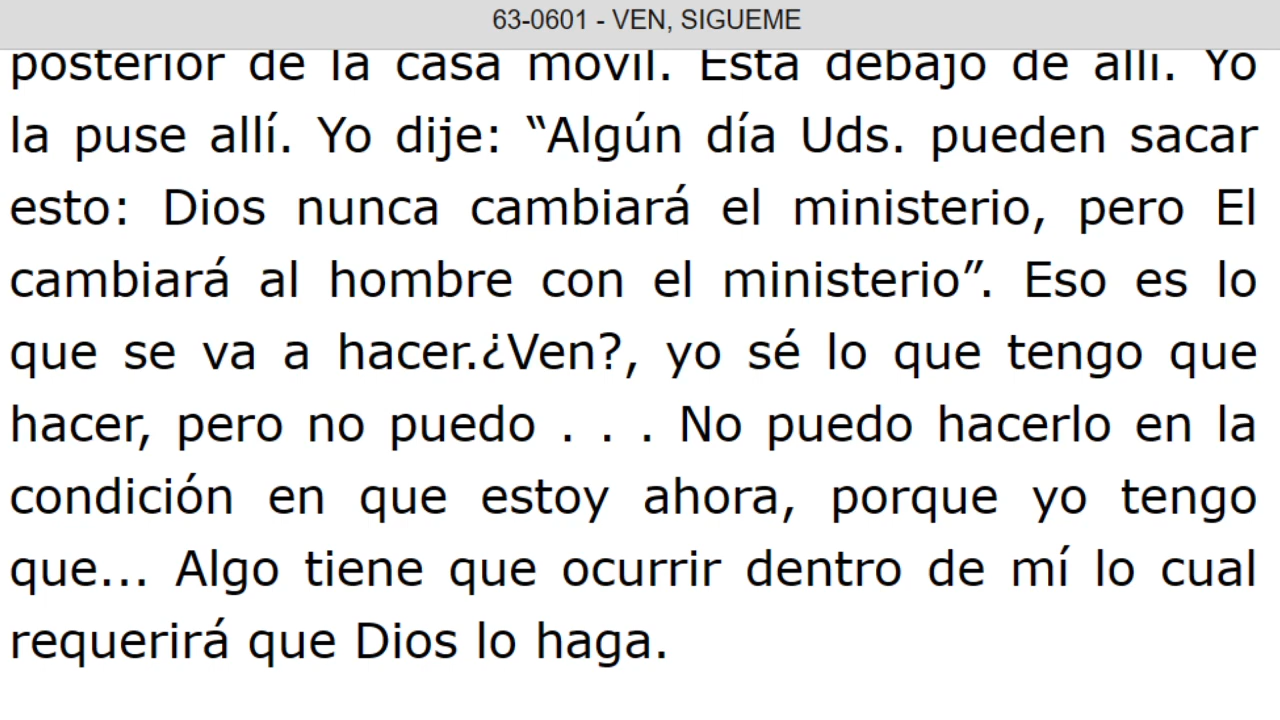 63-0601 - VEN, SIGUEME
posterior de la casa móvil. Está debajo de allí. Yo
la puse allí. Yo dije: “Algún día Uds. pueden sacar
esto: Dios nunca cambiará el ministerio, pero El
cambiará al hombre con el ministerio”. Eso es lo
que se va a hacer.¿Ven?, yo sé lo que tengo que
hacer, pero no puedo . . . No puedo hacerlo en la
condición en que estoy ahora, porque yo tengo
que... Algo tiene que ocurrir dentro de mí lo cual
requerirá que Dios lo haga.